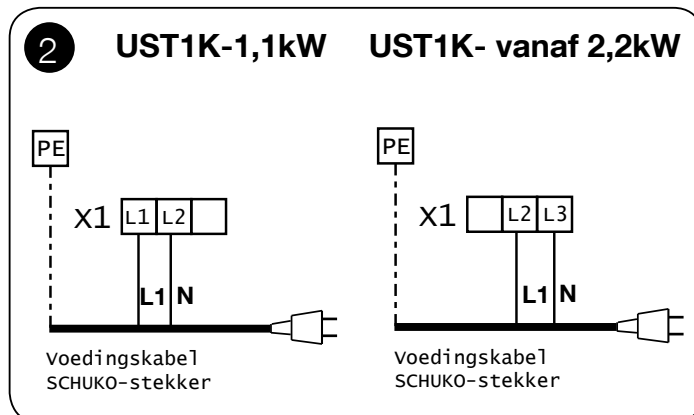 2 UST1K-1,1kW UST1K- vanaf 2,2kW
PE
X1 L1 L2
L1 N
Voedingskabel
SCHUKO-stekker
PE
X1 L2 L3
L1 N
Voedingskabel
SCHUKO-stekker